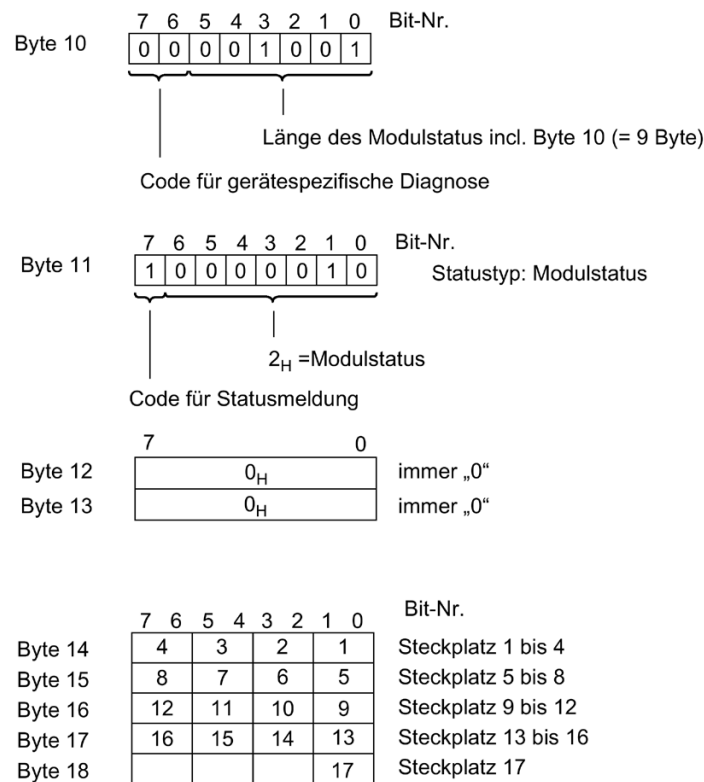 7 6 5 4 3 2 1 0 Bit-Nr.
Byte 10 0 0 0 0 1 0 0 1
Länge des Modulstatus incl. Byte 10 (= 9 Byte)
Code für gerätespezifische Diagnose
7 6 5 4 3 2 1 0 Bit-Nr.
Byte 11 1 0 0 0 0 0 1 0 Statustyp: Modulstatus
2H =Modulstatus
Code für Statusmeldung
7 0
Byte 12 0H immer „0“
Byte 13 0H immer „0“
7 6 5 4 3 2 1 0 Bit-Nr.
Byte 14 4 3 2 1 Steckplatz 1 bis 4
Byte 15 8 7 6 5 Steckplatz 5 bis 8
Byte 16 12 11 10 9 Steckplatz 9 bis 12
Byte 17 16 15 14 13 Steckplatz 13 bis 16
Byte 18 17 Steckplatz 17